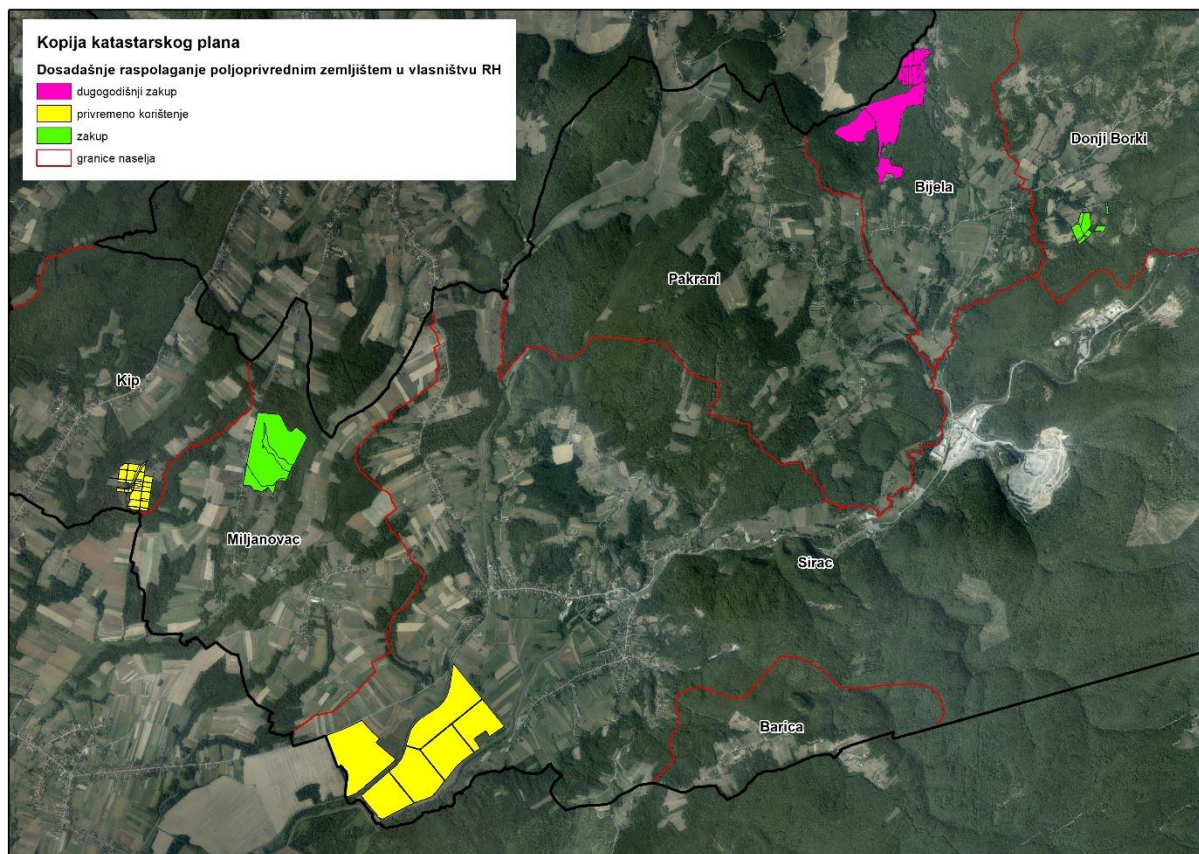 Kopija katastarskog plana
Dosadašnje raspolaganje poljoprivrednim zemljištem u vlasništvu RH
dugogodišnji zakup
privremeno korištenje
zakup
granice naselja
Donji Borki
Bijela
Pakrani
Kip
Miljanovac
Sirac
Barica